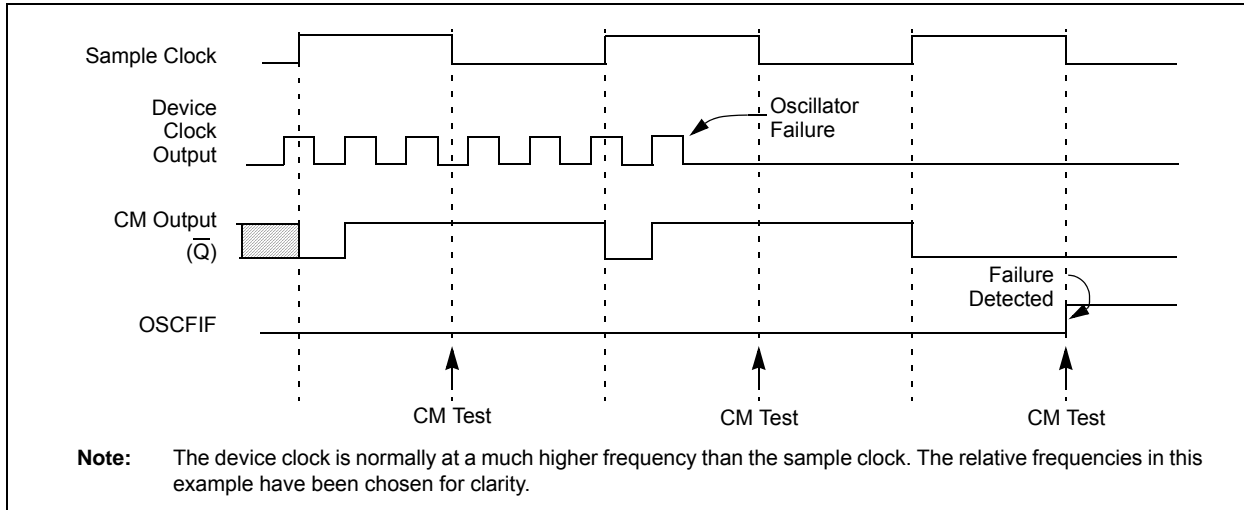 Sample Clock
Device
Clock
Output
Oscillator
Failure
CM Output
(Q̅)
Failure
Detected
OSCFIF
CM Test
CM Test
CM Test
Note: The device clock is normally at a much higher frequency than the sample clock. The relative frequencies in this
example have been chosen for clarity.